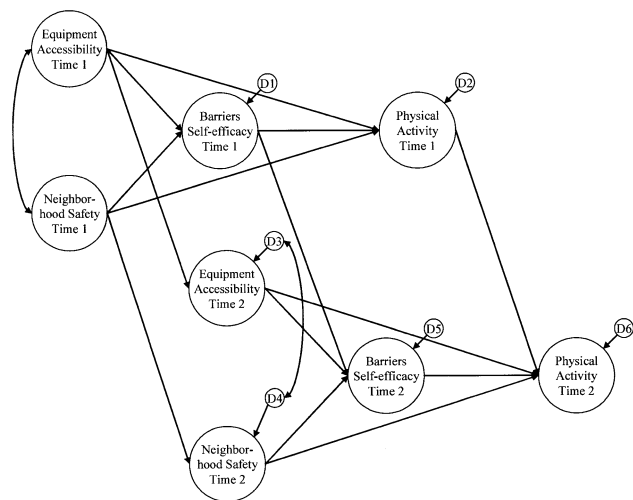 Equipment
Accessibility
Time 1
D1
D2
Barriers
Self-efficacy
Time 1
Physical
Activity
Time 1
Neighbor-
hood Safety
Time 1
D3
Equipment
Accessibility
Time 2
D5
D6
Barriers
Self-efficacy
Time 2
Physical
Activity
Time 2
D4
Neighbor-
hood Safety
Time 2